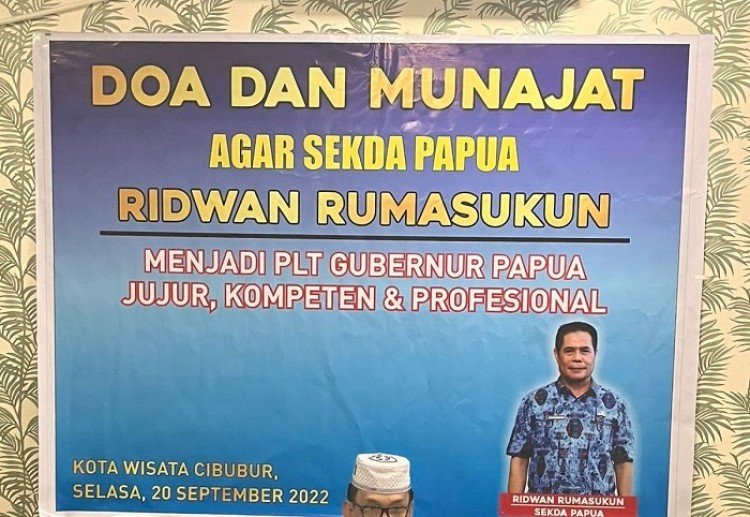 DOA DAN MUNAJAT
AGAR SEKDA PAPUA
RIDWAN RUMASUKUN
MENJADI PLT GUBERNUR PAPUA
JUJUR, KOMPETEN & PROFESIONAL
KOTA WISATA CIBUBUR,
SELASA, 20 SEPTEMBER 2022
RIDWAN RUMASUKUN
SEKDA PAPUA